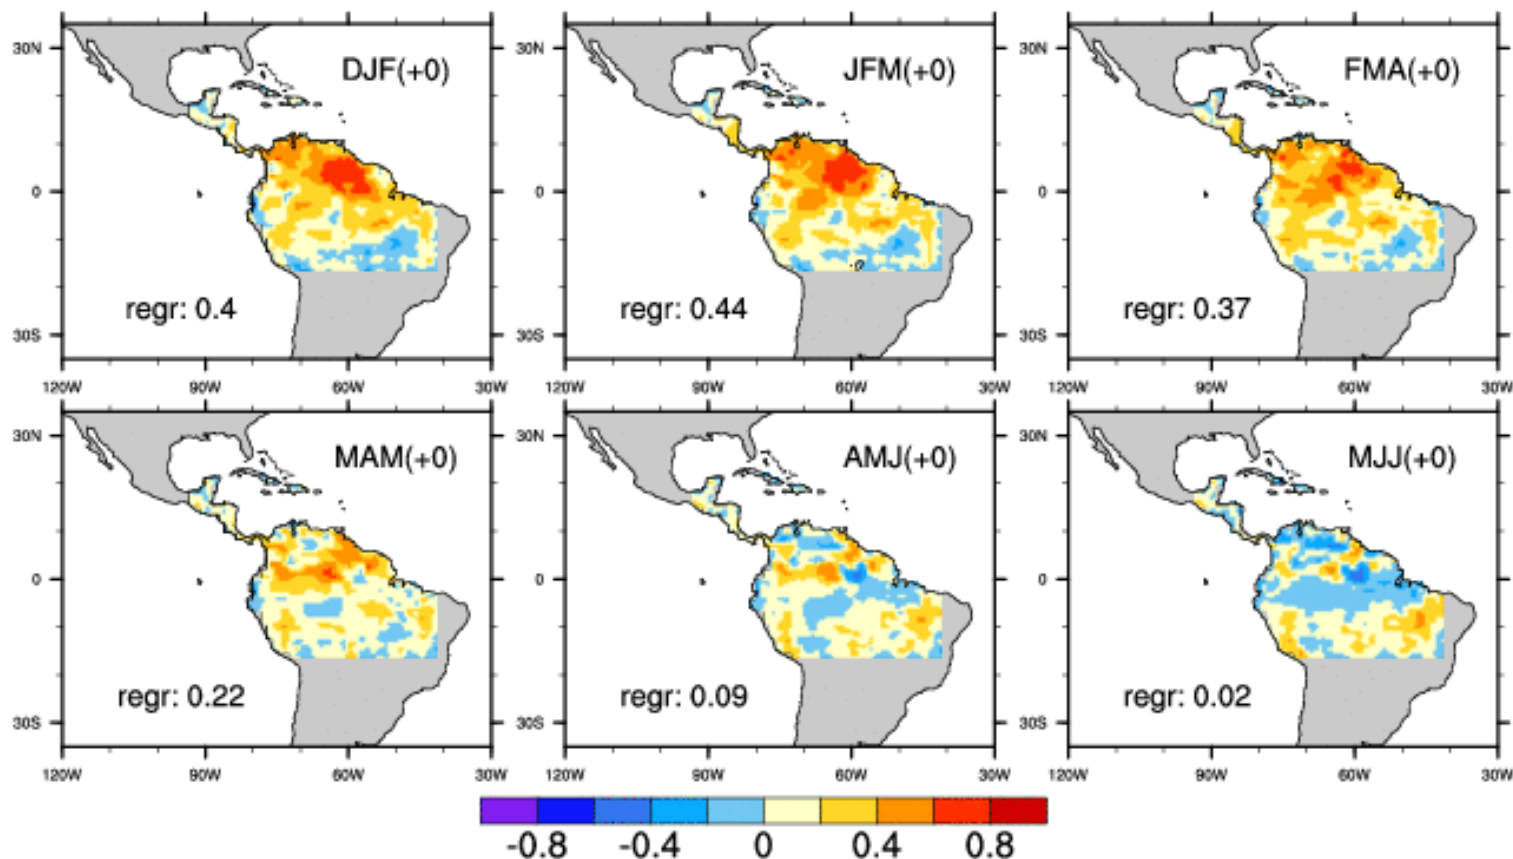 30N
DJF(+0)
0
regr: 0.4
30S
120W 90W 60W 30W
30N
JFM(+0)
0
regr: 0.44
30S
120W 90W 60W 30W
30N
FMA(+0)
0
regr: 0.37
30S
120W 90W 60W 30W
30N
MAM(+0)
0
regr: 0.22
30S
120W 90W 60W 30W
30N
AMJ(+0)
0
regr: 0.09
30S
120W 90W 60W 30W
30N
MJJ(+0)
0
regr: 0.02
30S
120W 90W 60W 30W
-0.8 -0.4 0 0.4 0.8